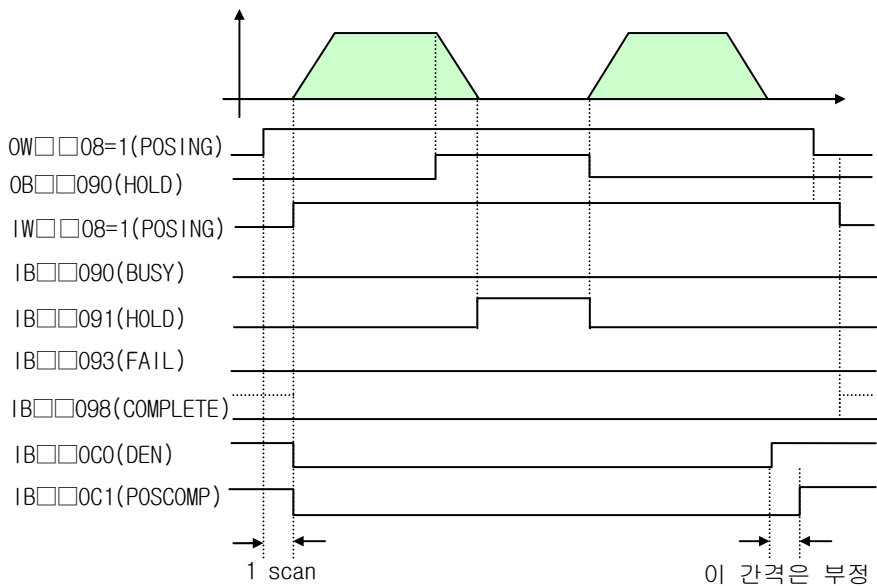 OW□□08=1(POSING)
OB□□090(HOLD)
IW□□08=1(POSING)
IB□□090(BUSY)
IB□□091(HOLD)
IB□□093(FAIL)
IB□□098(COMPLETE)
IB□□0C0(DEN)
IB□□0C1(POSCOMP)
1 scan
이 간격은 부정